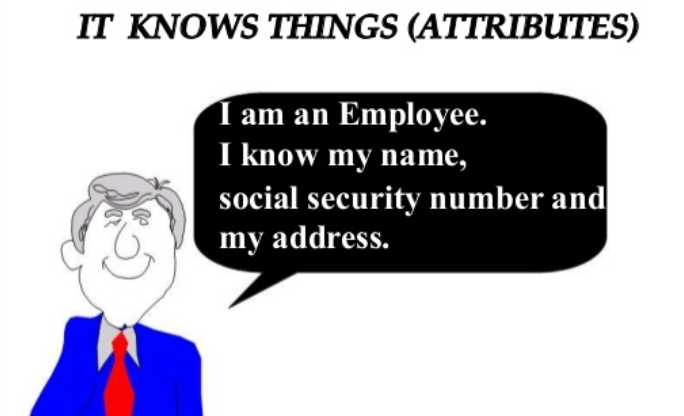 IT KNOWS THINGS (ATTRIBUTES)
I am an Employee.
I know my name,
social security number and
my address.